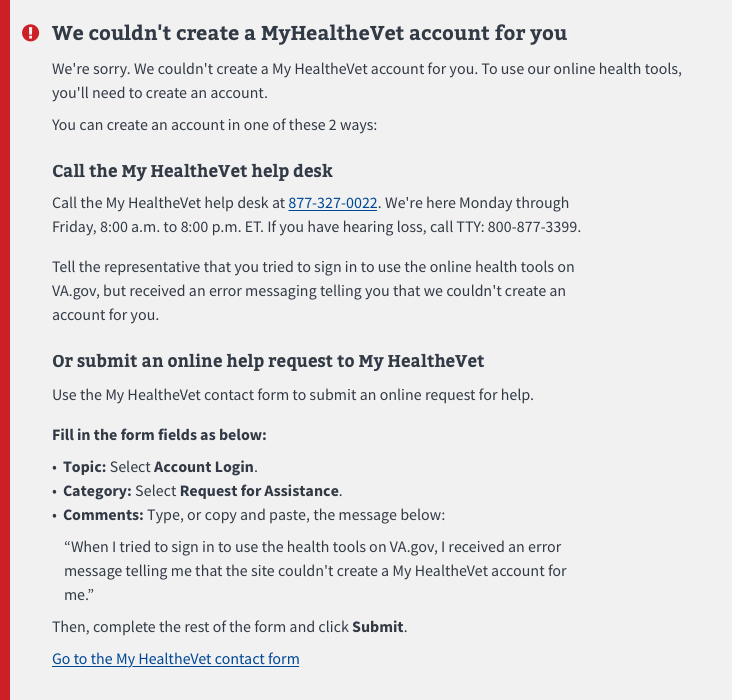 We couldn't create a MyHealtheVet account for you
We're sorry. We couldn't create a My HealtheVet account for you. To use our online health tools,
you'll need to create an account.
You can create an account in one of these 2 ways:
Call the My HealtheVet help desk
Call the My HealtheVet help desk at 877-327-0022. We're here Monday through
Friday, 8:00 a.m. to 8:00 p.m. ET. If you have hearing loss, call TTY: 800-877-3399.
Tell the representative that you tried to sign in to use the online health tools on
VA.gov, but received an error messaging telling you that we couldn't create an
account for you.
Or submit an online help request to My HealtheVet
Use the My HealtheVet contact form to submit an online request for help.
Fill in the form fields as below:
• Topic: Select Account Login.
• Category: Select Request for Assistance.
• Comments: Type, or copy and paste, the message below:
“When I tried to sign in to use the health tools on VA.gov, I received an error
message telling me that the site couldn't create a My HealtheVet account for
me.”
Then, complete the rest of the form and click Submit.
Go to the My HealtheVet contact form